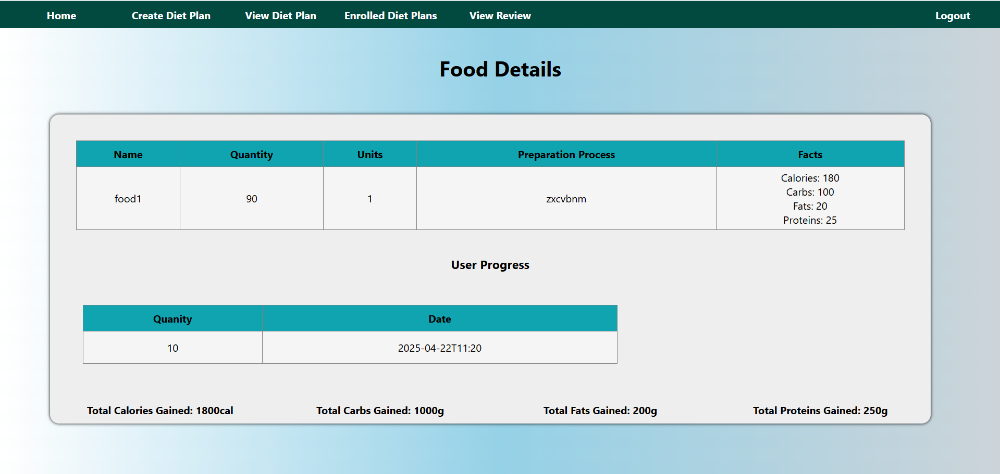 Home Create Diet Plan View Diet Plan Enrolled Diet Plans View Review Logout
Food Details
Name Quantity Units Preparation Process Facts
food1 90 1 zxcvbnm Calories: 180
Carbs: 100
Fats: 20
Proteins: 25
User Progress
Quanity Date
10 2025-04-22T11:20
Total Calories Gained: 1800cal Total Carbs Gained: 1000g Total Fats Gained: 200g Total Proteins Gained: 250g